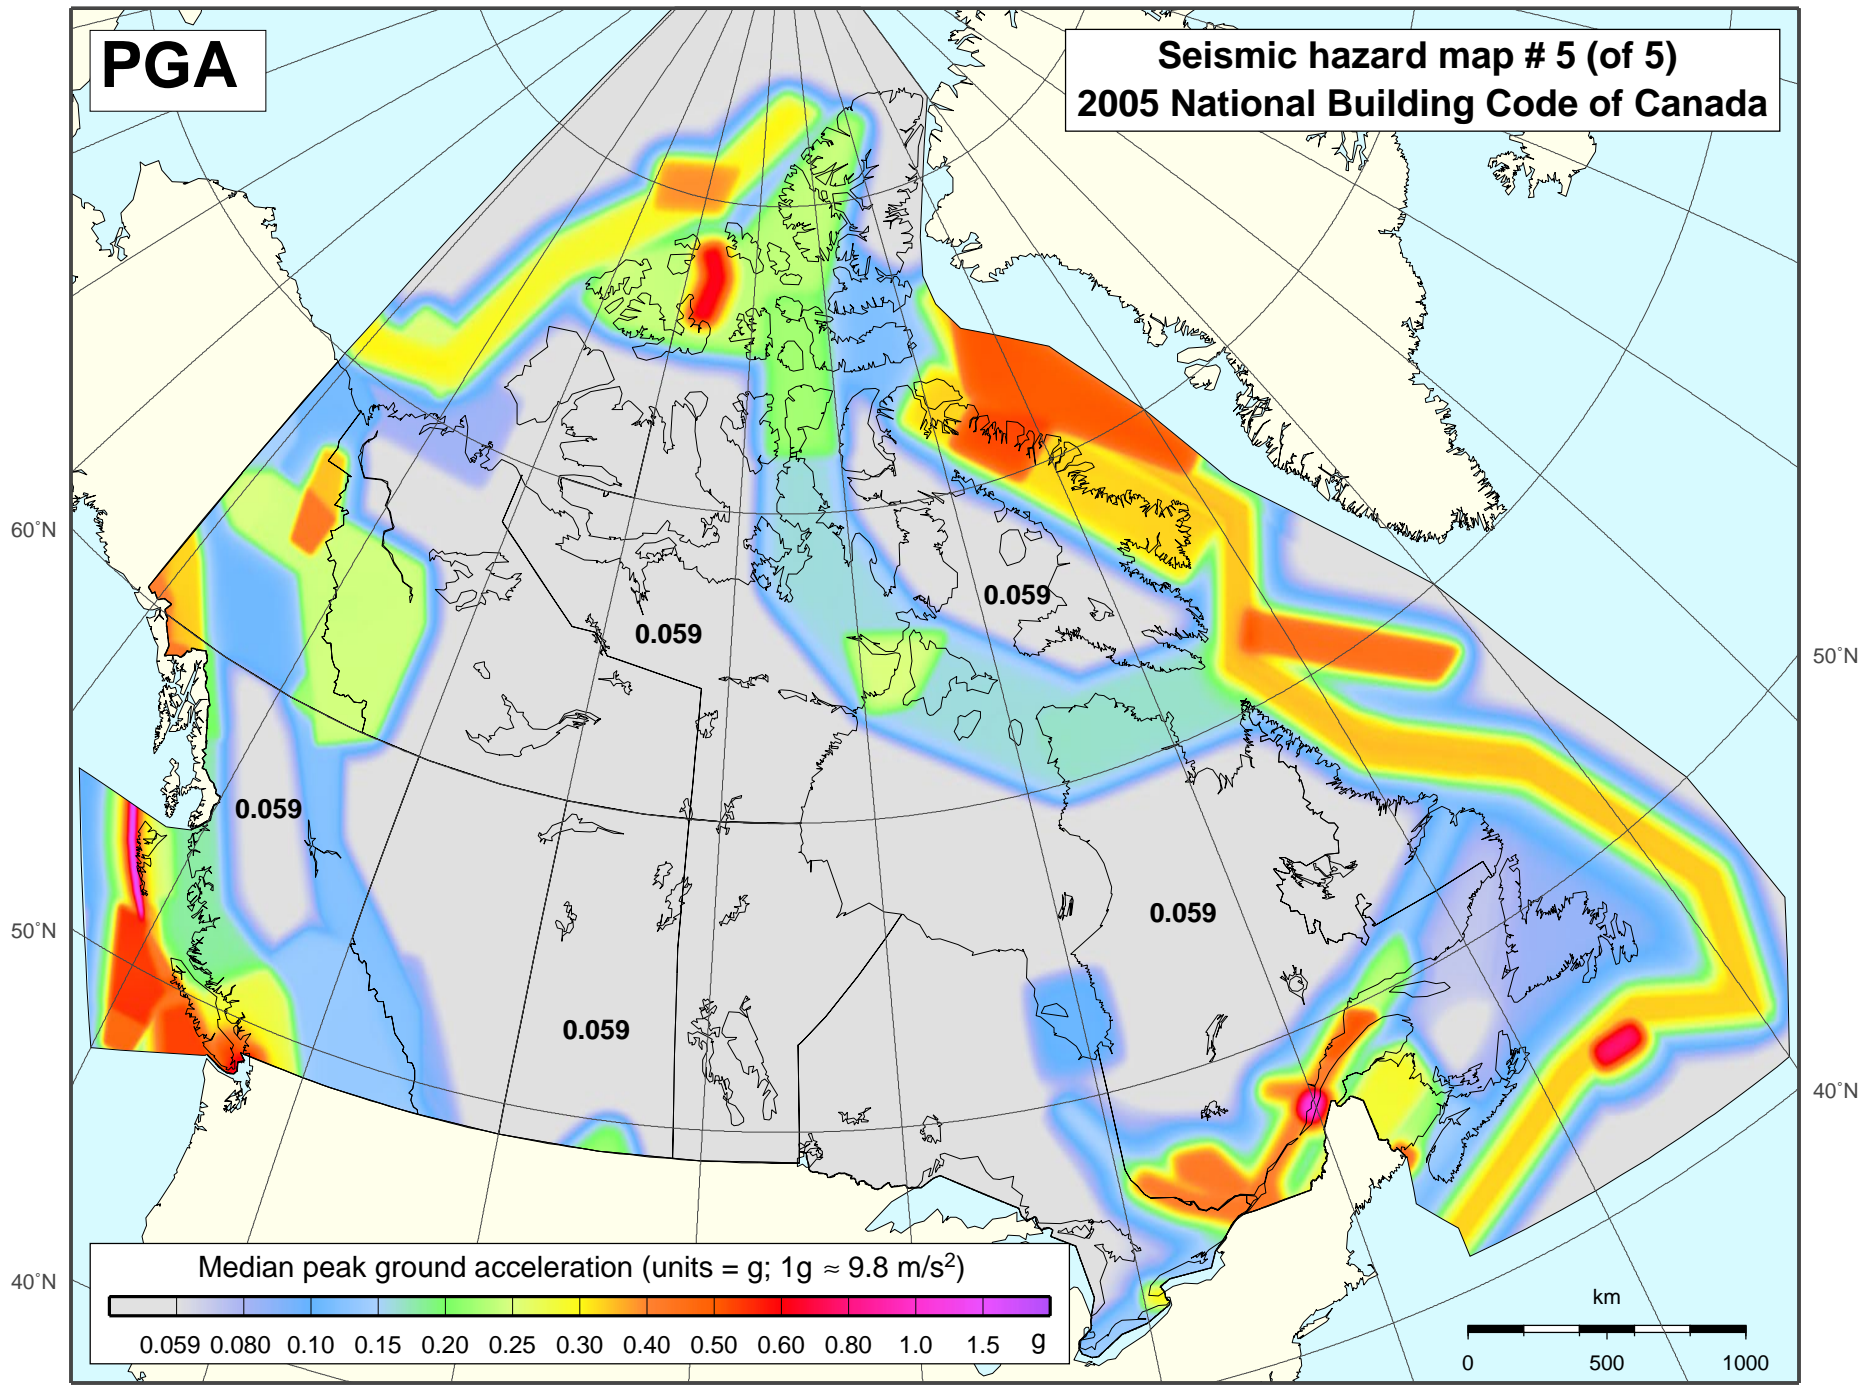 PGA
Seismic hazard map # 5 (of 5)
2005 National Building Code of Canada
60°N
50°N
50°N
40°N
40°N
0.059
0.059
0.059
0.059
0.059
Median peak ground acceleration (units = g; 1g ≈ 9.8 m/s²)
0.059 0.080 0.10 0.15 0.20 0.25 0.30 0.40 0.50 0.60 0.80 1.0 1.5 g
km
0 500 1000